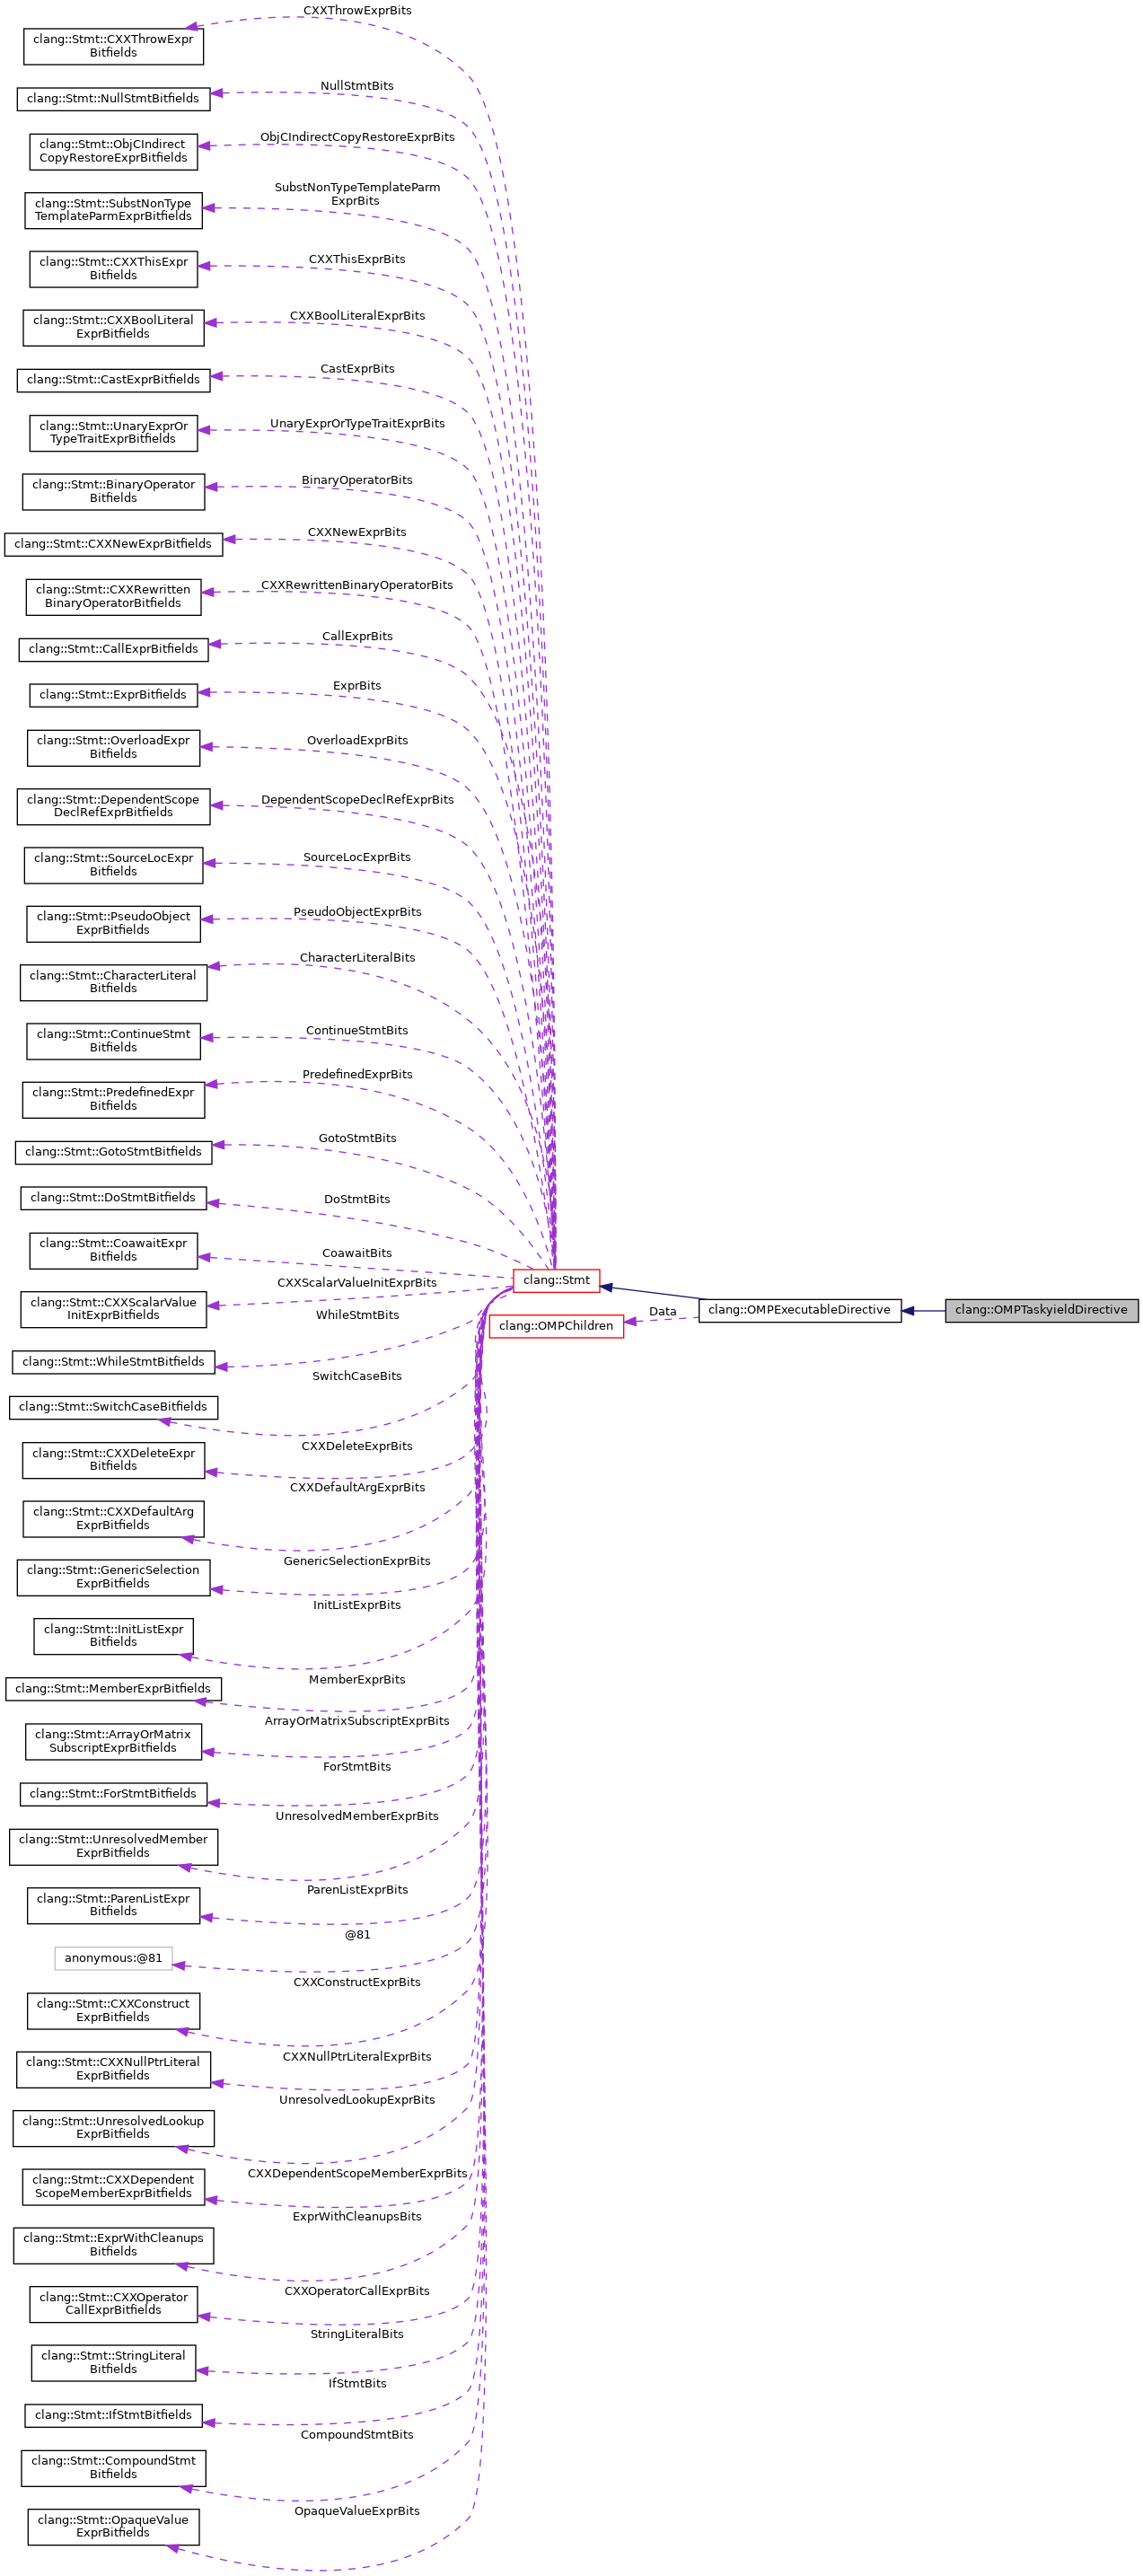 CXXThrowExprBits
clang::Stmt::CXXThrowExpr
Bitfields
NullStmtBits
clang::Stmt::NullStmtBitfields
ObjCIndirectCopyRestoreExprBits
clang::Stmt::ObjCIndirect
CopyRestoreExprBitfields
SubstNonTypeTemplateParm
ExprBits
clang::Stmt::SubstNonType
TemplateParmExprBitfields
CXXThisExprBits
clang::Stmt::CXXThisExpr
Bitfields
CXXBoolLiteralExprBits
clang::Stmt::CXXBoolLiteral
ExprBitfields
CastExprBits
clang::Stmt::CastExprBitfields
UnaryExprOrTypeTraitExprBits
clang::Stmt::UnaryExprOr
TypeTraitExprBitfields
BinaryOperatorBits
clang::Stmt::BinaryOperator
Bitfields
CXXNewExprBits
clang::Stmt::CXXNewExprBitfields
CXXRewrittenBinaryOperatorBits
clang::Stmt::CXXRewritten
BinaryOperatorBitfields
CallExprBits
clang::Stmt::CallExprBitfields
ExprBits
clang::Stmt::ExprBitfields
OverloadExprBits
clang::Stmt::OverloadExpr
Bitfields
DependentScopeDeclRefExprBits
clang::Stmt::DependentScope
DeclRefExprBitfields
SourceLocExprBits
clang::Stmt::SourceLocExpr
Bitfields
PseudoObjectExprBits
clang::Stmt::PseudoObject
ExprBitfields
CharacterLiteralBits
clang::Stmt::CharacterLiteral
Bitfields
ContinueStmtBits
clang::Stmt::ContinueStmt
Bitfields
PredefinedExprBits
clang::Stmt::PredefinedExpr
Bitfields
GotoStmtBits
clang::Stmt::GotoStmtBitfields
DoStmtBits
clang::Stmt::DoStmtBitfields
CoawaitBits
clang::Stmt::CoawaitExpr
Bitfields
clang::Stmt
CXXScalarValueInitExprBits
clang::Stmt::CXXScalarValue
InitExprBitfields
Data
clang::OMPExecutableDirective
clang::OMPTaskyieldDirective
clang::OMPChildren
WhileStmtBits
clang::Stmt::WhileStmtBitfields
SwitchCaseBits
clang::Stmt::SwitchCaseBitfields
CXXDeleteExprBits
clang::Stmt::CXXDeleteExpr
Bitfields
CXXDefaultArgExprBits
clang::Stmt::CXXDefaultArg
ExprBitfields
GenericSelectionExprBits
clang::Stmt::GenericSelection
ExprBitfields
InitListExprBits
clang::Stmt::InitListExpr
Bitfields
MemberExprBits
clang::Stmt::MemberExprBitfields
ArrayOrMatrixSubscriptExprBits
clang::Stmt::ArrayOrMatrix
SubscriptExprBitfields
ForStmtBits
clang::Stmt::ForStmtBitfields
UnresolvedMemberExprBits
clang::Stmt::UnresolvedMember
ExprBitfields
ParenListExprBits
clang::Stmt::ParenListExpr
Bitfields
@81
anonymous:@81
CXXConstructExprBits
clang::Stmt::CXXConstruct
ExprBitfields
CXXNullPtrLiteralExprBits
clang::Stmt::CXXNullPtrLiteral
ExprBitfields
UnresolvedLookupExprBits
clang::Stmt::UnresolvedLookup
ExprBitfields
CXXDependentScopeMemberExprBits
clang::Stmt::CXXDependent
ScopeMemberExprBitfields
ExprWithCleanupsBits
clang::Stmt::ExprWithCleanups
Bitfields
CXXOperatorCallExprBits
clang::Stmt::CXXOperator
CallExprBitfields
StringLiteralBits
clang::Stmt::StringLiteral
Bitfields
IfStmtBits
clang::Stmt::IfStmtBitfields
CompoundStmtBits
clang::Stmt::CompoundStmt
Bitfields
OpaqueValueExprBits
clang::Stmt::OpaqueValue
ExprBitfields